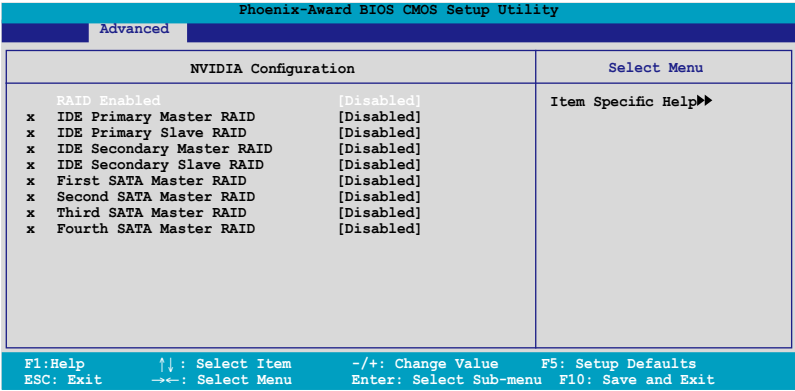 Phoenix-Award BIOS CMOS Setup Utility
Advanced
NVIDIA Configuration
Select Menu
RAID Enabled [Disabled]
x IDE Primary Master RAID [Disabled]
x IDE Primary Slave RAID [Disabled]
x IDE Secondary Master RAID [Disabled]
x IDE Secondary Slave RAID [Disabled]
x First SATA Master RAID [Disabled]
x Second SATA Master RAID [Disabled]
x Third SATA Master RAID [Disabled]
x Fourth SATA Master RAID [Disabled]
Item Specific Help▶▶
F1:Help ↑↓: Select Item -/+: Change Value F5: Setup Defaults
ESC: Exit →←: Select Menu Enter: Select Sub-menu F10: Save and Exit